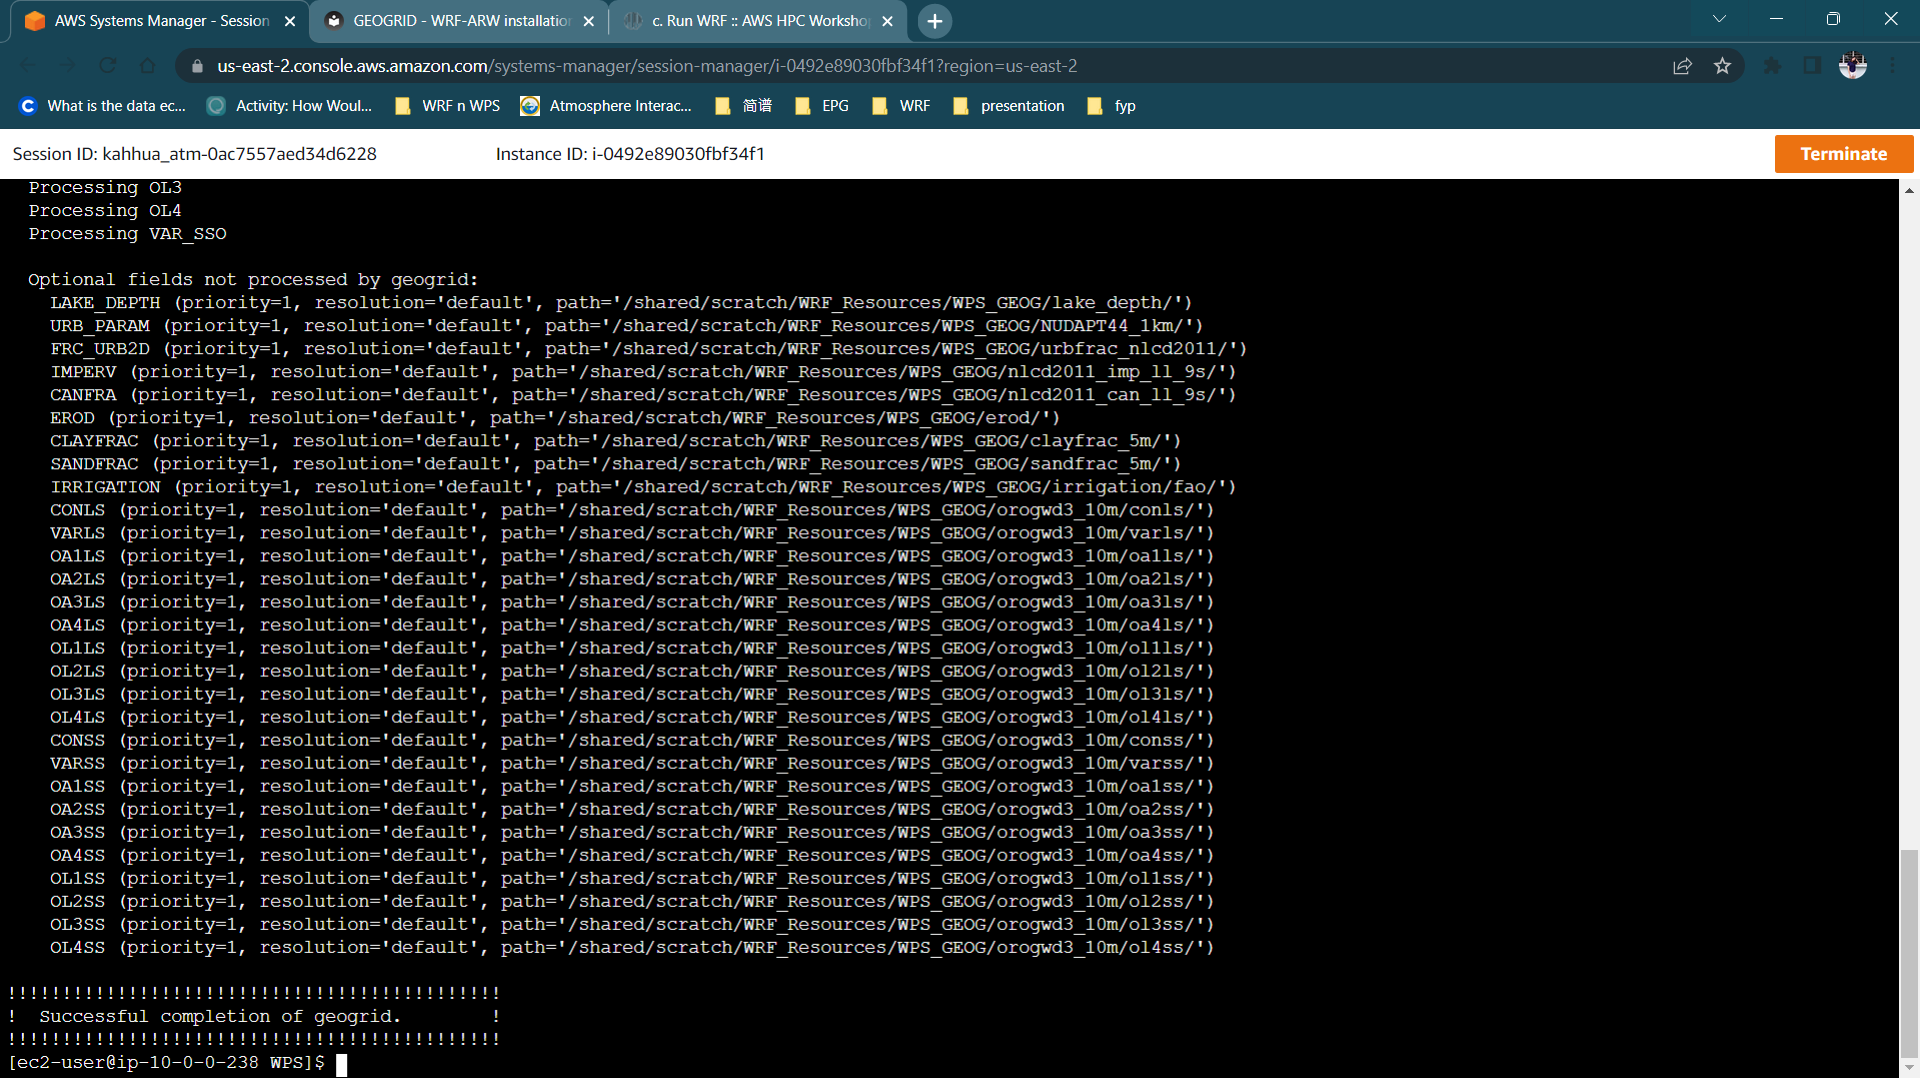 AWS Systems Manager - Session
GEOGRID - WRF-ARW installation
c. Run WRF :: AWS HPC Workshop
us-east-2.console.aws.amazon.com/systems-manager/session-manager/i-0492e89030fbf34f1?region=us-east-2
What is the data ec... Activity: How Woul... WRF n WPS Atmosphere Interac... 简谱 EPG WRF presentation fyp
Session ID: kahhua_atm-0ac7557aed34d6228 Instance ID: i-0492e89030fbf34f1 Terminate
Processing OL3
Processing OL4
Processing VAR_SSO
Optional fields not processed by geogrid:
LAKE_DEPTH (priority=1, resolution='default', path='/shared/scratch/WRF_Resources/WPS_GEOG/lake_depth/')
URB_PARAM (priority=1, resolution='default', path='/shared/scratch/WRF_Resources/WPS_GEOG/NUDAPT44_1km/')
FRC_URB2D (priority=1, resolution='default', path='/shared/scratch/WRF_Resources/WPS_GEOG/urbfrac_nlcd2011/')
IMPERV (priority=1, resolution='default', path='/shared/scratch/WRF_Resources/WPS_GEOG/nlcd2011_imp_ll_9s/')
CANFRA (priority=1, resolution='default', path='/shared/scratch/WRF_Resources/WPS_GEOG/nlcd2011_can_ll_9s/')
EROD (priority=1, resolution='default', path='/shared/scratch/WRF_Resources/WPS_GEOG/erod/')
CLAYFRAC (priority=1, resolution='default', path='/shared/scratch/WRF_Resources/WPS_GEOG/clayfrac_5m/')
SANDFRAC (priority=1, resolution='default', path='/shared/scratch/WRF_Resources/WPS_GEOG/sandfrac_5m/')
IRRIGATION (priority=1, resolution='default', path='/shared/scratch/WRF_Resources/WPS_GEOG/irrigation/fao/')
CONLS (priority=1, resolution='default', path='/shared/scratch/WRF_Resources/WPS_GEOG/orogwd3_10m/conls/')
VARLS (priority=1, resolution='default', path='/shared/scratch/WRF_Resources/WPS_GEOG/orogwd3_10m/varls/')
OA1LS (priority=1, resolution='default', path='/shared/scratch/WRF_Resources/WPS_GEOG/orogwd3_10m/oa1ls/')
OA2LS (priority=1, resolution='default', path='/shared/scratch/WRF_Resources/WPS_GEOG/orogwd3_10m/oa2ls/')
OA3LS (priority=1, resolution='default', path='/shared/scratch/WRF_Resources/WPS_GEOG/orogwd3_10m/oa3ls/')
OA4LS (priority=1, resolution='default', path='/shared/scratch/WRF_Resources/WPS_GEOG/orogwd3_10m/oa4ls/')
OL1LS (priority=1, resolution='default', path='/shared/scratch/WRF_Resources/WPS_GEOG/orogwd3_10m/ol1ls/')
OL2LS (priority=1, resolution='default', path='/shared/scratch/WRF_Resources/WPS_GEOG/orogwd3_10m/ol2ls/')
OL3LS (priority=1, resolution='default', path='/shared/scratch/WRF_Resources/WPS_GEOG/orogwd3_10m/ol3ls/')
OL4LS (priority=1, resolution='default', path='/shared/scratch/WRF_Resources/WPS_GEOG/orogwd3_10m/ol4ls/')
CONSS (priority=1, resolution='default', path='/shared/scratch/WRF_Resources/WPS_GEOG/orogwd3_10m/conss/')
VARSS (priority=1, resolution='default', path='/shared/scratch/WRF_Resources/WPS_GEOG/orogwd3_10m/varss/')
OA1SS (priority=1, resolution='default', path='/shared/scratch/WRF_Resources/WPS_GEOG/orogwd3_10m/oa1ss/')
OA2SS (priority=1, resolution='default', path='/shared/scratch/WRF_Resources/WPS_GEOG/orogwd3_10m/oa2ss/')
OA3SS (priority=1, resolution='default', path='/shared/scratch/WRF_Resources/WPS_GEOG/orogwd3_10m/oa3ss/')
OA4SS (priority=1, resolution='default', path='/shared/scratch/WRF_Resources/WPS_GEOG/orogwd3_10m/oa4ss/')
OL1SS (priority=1, resolution='default', path='/shared/scratch/WRF_Resources/WPS_GEOG/orogwd3_10m/ol1ss/')
OL2SS (priority=1, resolution='default', path='/shared/scratch/WRF_Resources/WPS_GEOG/orogwd3_10m/ol2ss/')
OL3SS (priority=1, resolution='default', path='/shared/scratch/WRF_Resources/WPS_GEOG/orogwd3_10m/ol3ss/')
OL4SS (priority=1, resolution='default', path='/shared/scratch/WRF_Resources/WPS_GEOG/orogwd3_10m/ol4ss/')
!!!!!!!!!!!!!!!!!!!!!!!!!!!!!!!!!!!!!!!!!!!!!
!  Successful completion of geogrid.        !
!!!!!!!!!!!!!!!!!!!!!!!!!!!!!!!!!!!!!!!!!!!!!
[ec2-user@ip-10-0-0-238 WPS]$